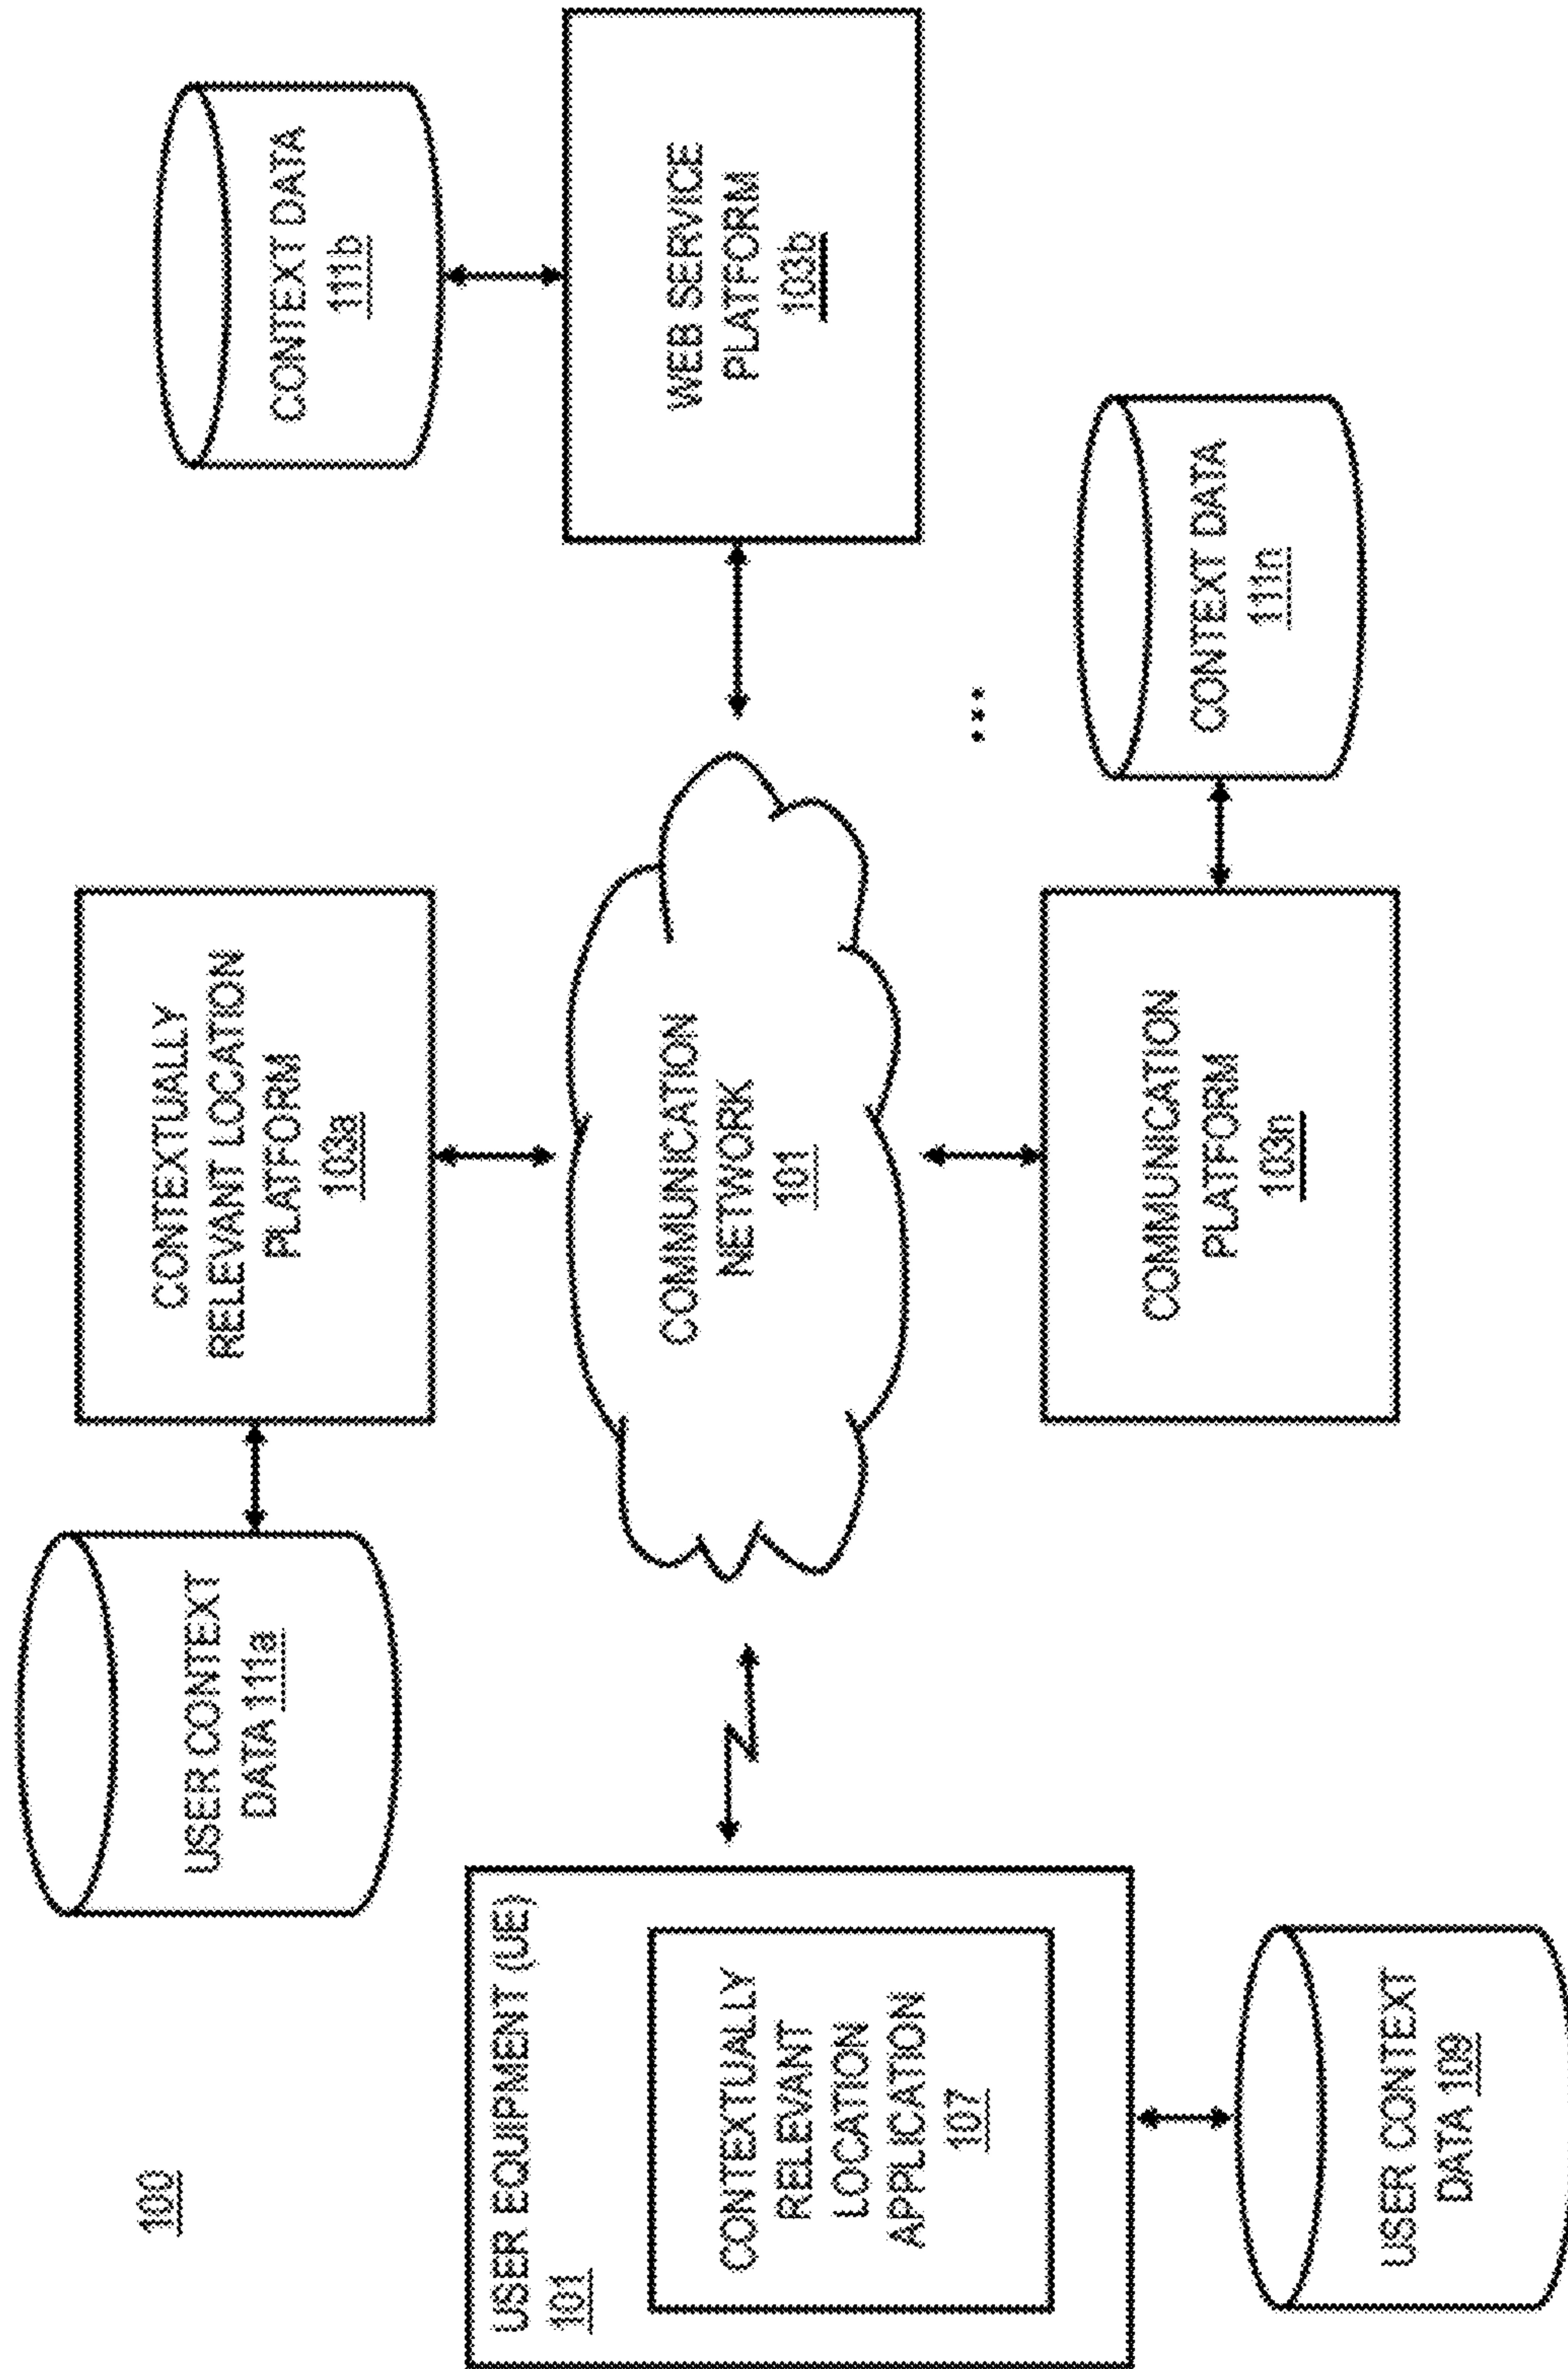 100
USER CONTEXT
DATA 111a
CONTEXTUALLY
RELEVANT LOCATION
PLATFORM
103a
CONTEXT DATA
111b
USER EQUIPMENT (UE)
101
CONTEXTUALLY
RELEVANT
LOCATION
APPLICATION
107
COMMUNICATION
NETWORK
101
WEB SERVICE
PLATFORM
103b
...
USER CONTEXT
DATA 109
COMMUNICATION
PLATFORM
103n
CONTEXT DATA
111n